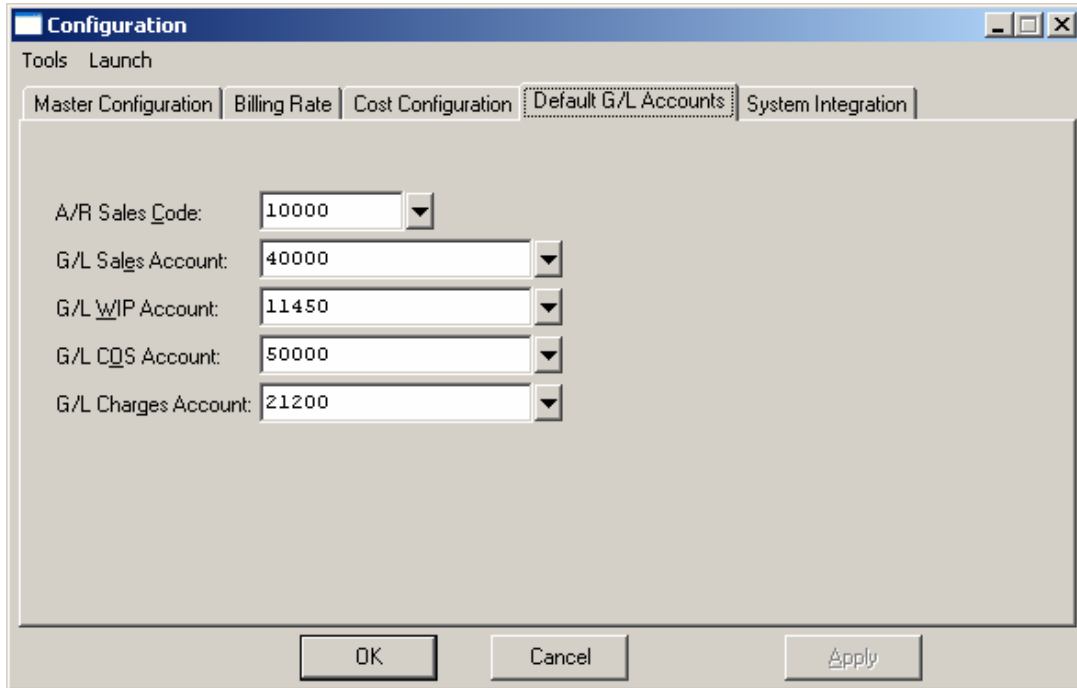 Configuration
Tools Launch
Master Configuration Billing Rate Cost Configuration Default G/L Accounts System Integration
A/R Sales Code: 10000
G/L Sales Account: 40000
G/L WIP Account: 11450
G/L COS Account: 50000
G/L Charges Account: 21200
OK Cancel Apply